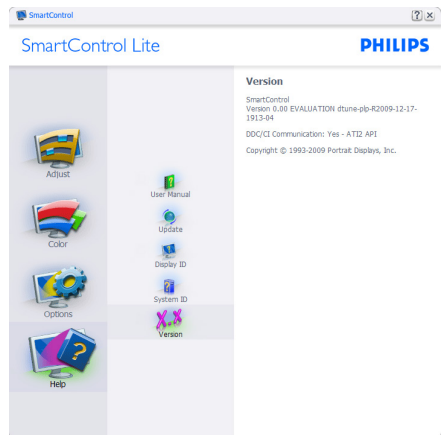 SmartControl
SmartControl Lite
PHILIPS
Adjust
Color
Options
Help
User Manual
Update
Display ID
System ID
X.X
Version
Version
SmartControl
Version 0.00 EVALUATION dtune-plp-R2009-12-17-
1913-04
DDC/CI Communication: Yes - ATI2 API
Copyright © 1993-2009 Portrait Displays, Inc.